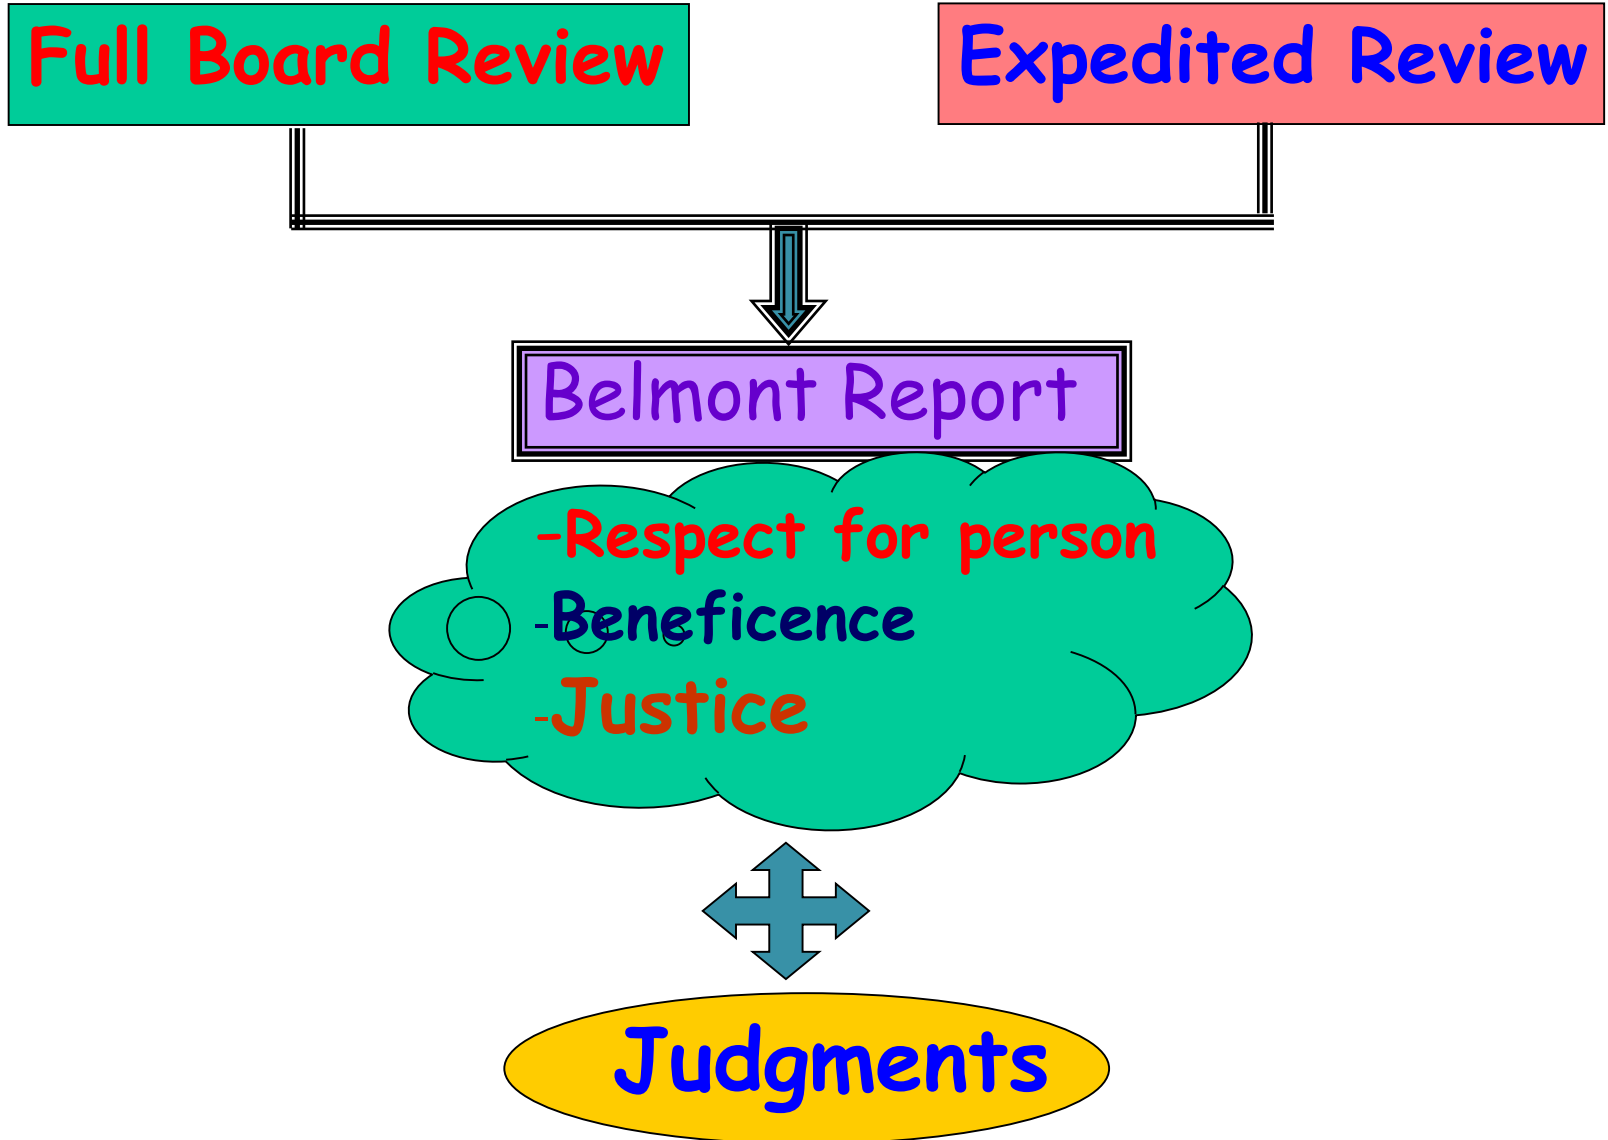 Full Board Review
Expedited Review
Belmont Report
-Respect for person
-Beneficence
-Justice
Judgments